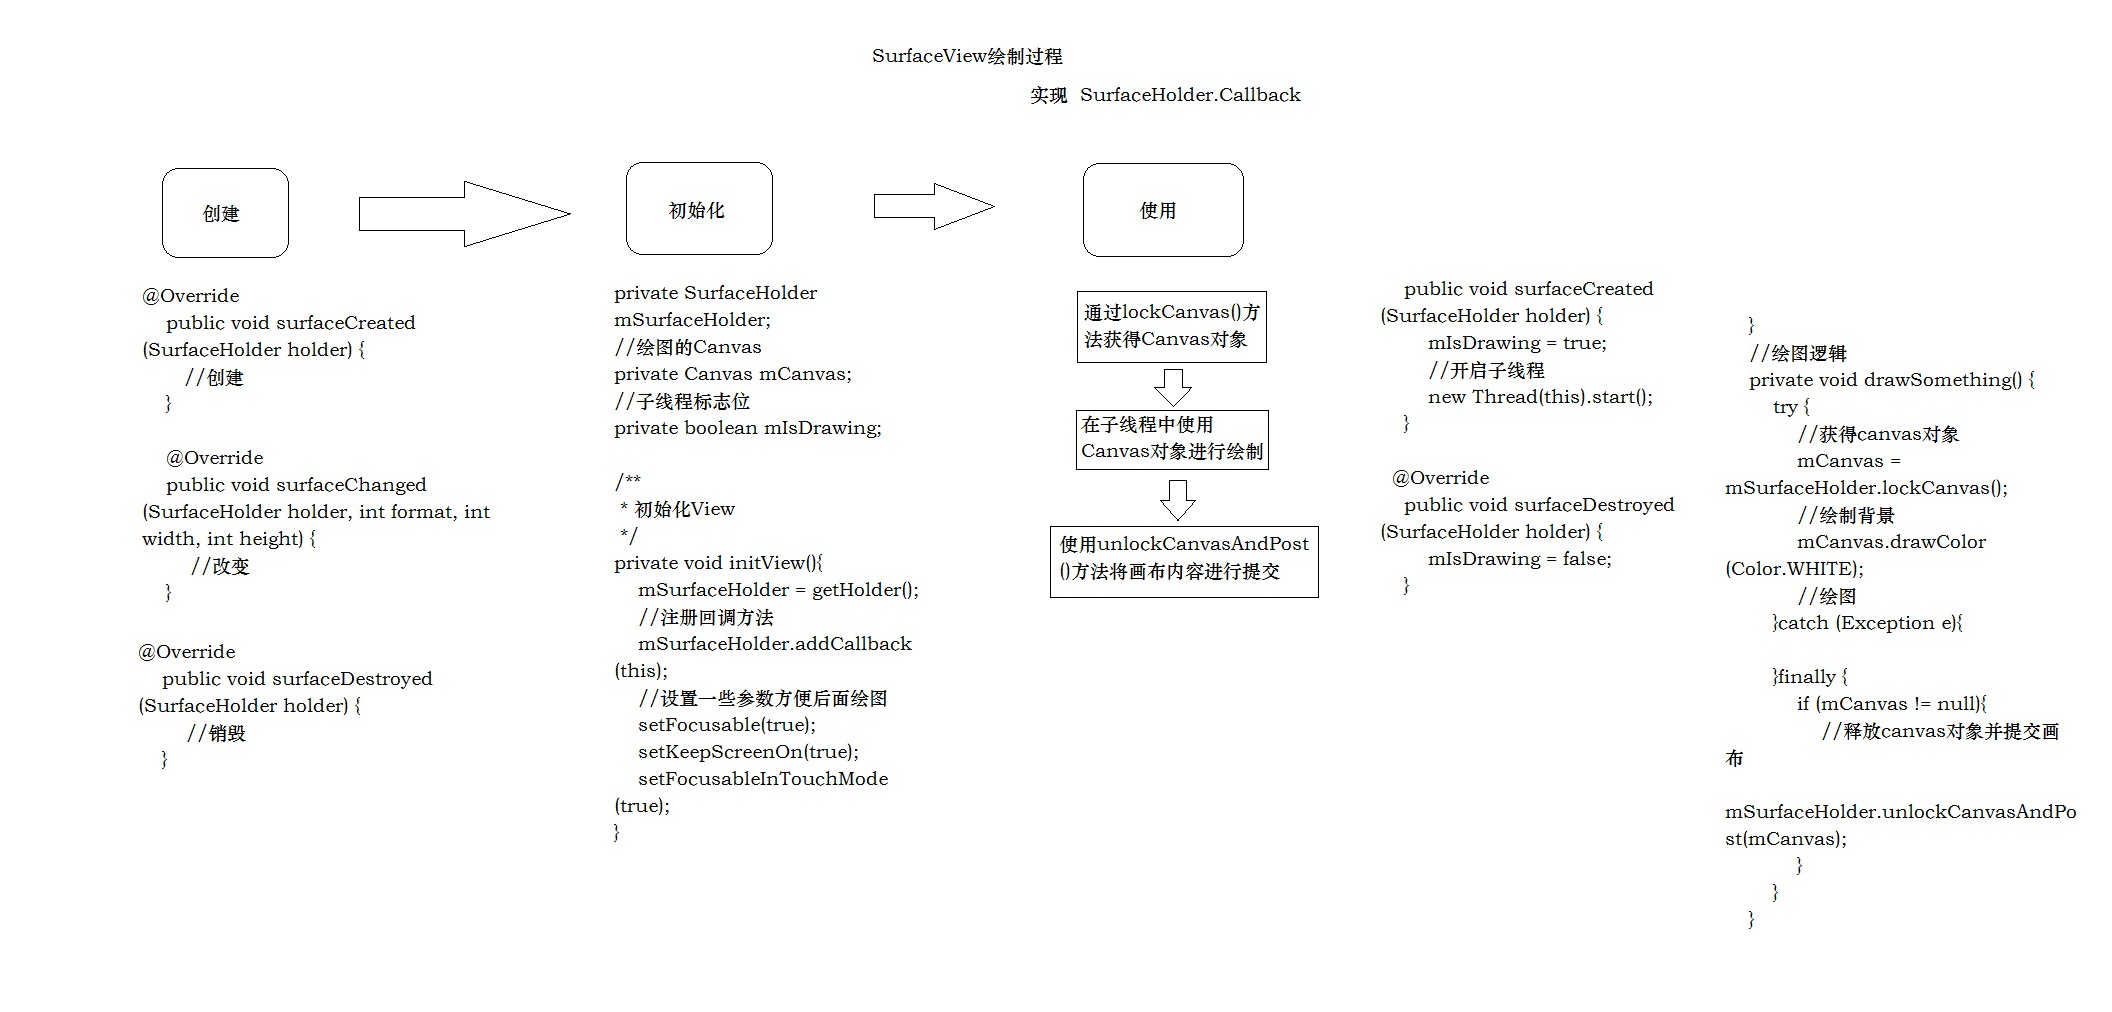 SurfaceView绘制过程
实现  SurfaceHolder.Callback
创建
初始化
使用
@Override
public void surfaceCreated
(SurfaceHolder holder) {
//创建
}
@Override
public void surfaceChanged
(SurfaceHolder holder, int format, int
width, int height) {
//改变
}
@Override
public void surfaceDestroyed
(SurfaceHolder holder) {
//销毁
}
private SurfaceHolder
mSurfaceHolder;
//绘图的Canvas
private Canvas mCanvas;
//子线程标志位
private boolean mIsDrawing;
/**
* 初始化View
*/
private void initView(){
mSurfaceHolder = getHolder();
//注册回调方法
mSurfaceHolder.addCallback
(this);
//设置一些参数方便后面绘图
setFocusable(true);
setKeepScreenOn(true);
setFocusableInTouchMode
(true);
}
通过lockCanvas()方
法获得Canvas对象
在子线程中使用
Canvas对象进行绘制
使用unlockCanvasAndPost
()方法将画布内容进行提交
public void surfaceCreated
(SurfaceHolder holder) {
mIsDrawing = true;
//开启子线程
new Thread(this).start();
}
@Override
public void surfaceDestroyed
(SurfaceHolder holder) {
mIsDrawing = false;
}
}
//绘图逻辑
private void drawSomething() {
try {
//获得canvas对象
mCanvas =
mSurfaceHolder.lockCanvas();
//绘制背景
mCanvas.drawColor
(Color.WHITE);
//绘图
}catch (Exception e){
}finally {
if (mCanvas != null){
//释放canvas对象并提交画
布
mSurfaceHolder.unlockCanvasAndPo
st(mCanvas);
}
}
}